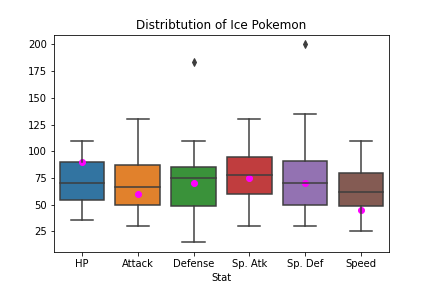 Distribtution of Ice Pokemon
200
175
150
125
100
75
50
25
HP Attack Defense Sp. Atk Sp. Def Speed
Stat